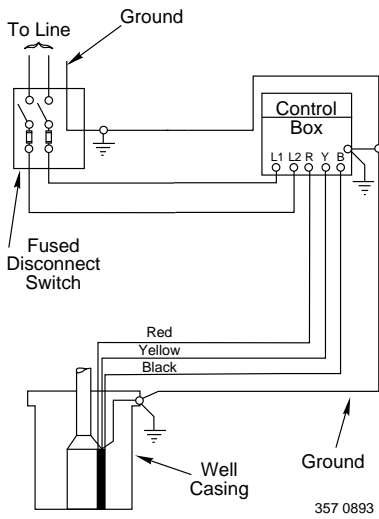 To Line
Ground
Control
Box
L1 L2 R Y B
Fused
Disconnect
Switch
Red
Yellow
Black
Well
Casing
Ground
357 0893